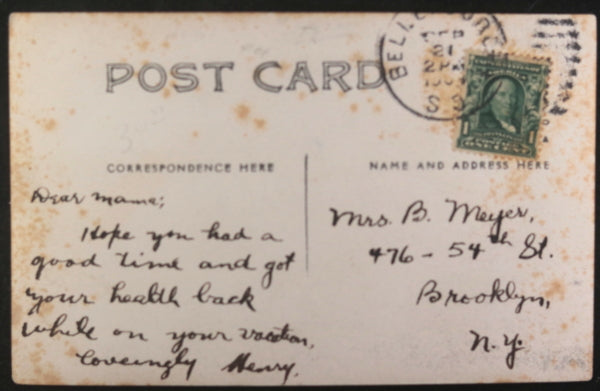 POST CARD
CORRESPONDENCE HERE
NAME AND ADDRESS HERE
Dear Mama;
Hope you had a
good time and got
your health back
while on your vacation,
Loveingly Henry.
Mrs. B. Meyer,
476 - 54th St.
Brooklyn,
N.Y.